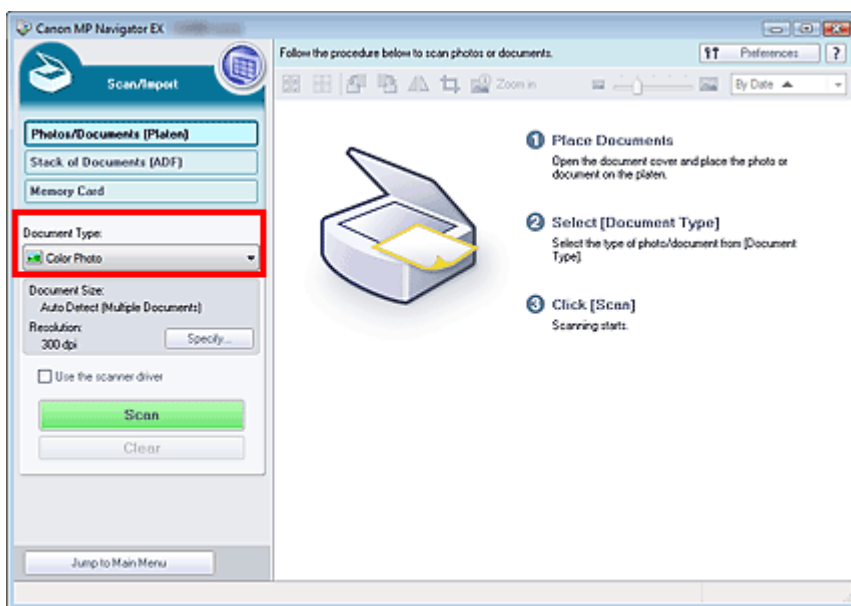 Canon MP Navigator EX
Scan/Import
Photos/Documents (Platen)
Stack of Documents (ADF)
Memory Card
Document Type:
Color Photo
Document Size:
Auto Detect (Multiple Documents)
Resolution:
300 dpi
Specify...
Use the scanner driver
Scan
Clear
Jump to Main Menu
Follow the procedure below to scan photos or documents.
Preferences
?
Zoom in
By Date
1 Place Documents
Open the document cover and place the photo or
document on the platen.
2 Select [Document Type]
Select the type of photo/document from [Document
Type].
3 Click [Scan]
Scanning starts.